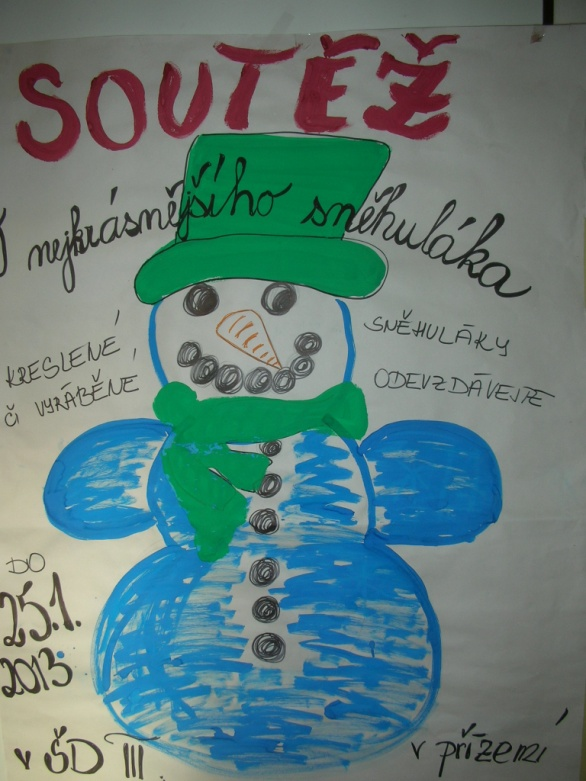 SOUTĚŽ
nejkrásnějšího sněhuláka
KRESLENÉ
ČI VYRÁBĚNÉ
SNĚHULÁKY
ODEVZDÁVEJTE
DO
25.1.
2013
v ŠD III
v přízemí